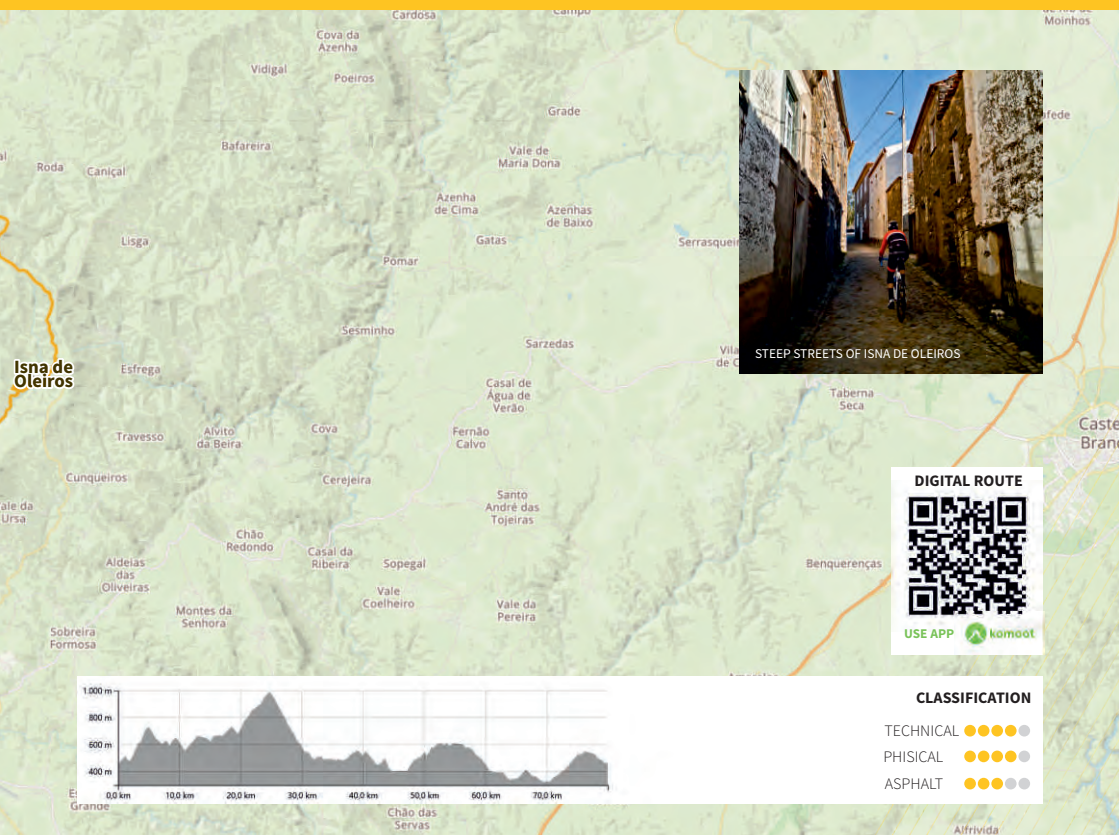 Cardosa
Campo
Moinhos
Cova da
Azenha
Vidigal
Poeiros
Grade
Bafareira
Vale de
Maria Dona
Roda
Caniçal
Azenha
de Cima
Azenhas
de Baixo
Lisga
Gatas
Pomar
Sesminho
Sarzedas
STEEP STREETS OF ISNA DE OLEIROS
Isna de
Oleiros
Esfrega
Casal de
Água de
Verão
Taberna
Seca
Travesso
Alvito
da Beira
Cova
Fernão
Calvo
Cunqueiros
Cerejeira
Ursa
Santo
André das
Tojeiras
Chão
Redondo
Casal da
Ribeira
Sopegal
Benquerenças
Aldeias
das
Oliveiras
Vale
Coelheiro
Vale da
Pereira
Montes da
Senhora
Sobreira
Formosa
DIGITAL ROUTE
USE APP komoot
1.000 m
800 m
600 m
400 m
0,0 km 10,0 km 20,0 km 30,0 km 40,0 km 50,0 km 60,0 km 70,0 km
CLASSIFICATION
TECHNICAL
PHISICAL
ASPHALT
Grande
Chão das
Servas
Alfrivida